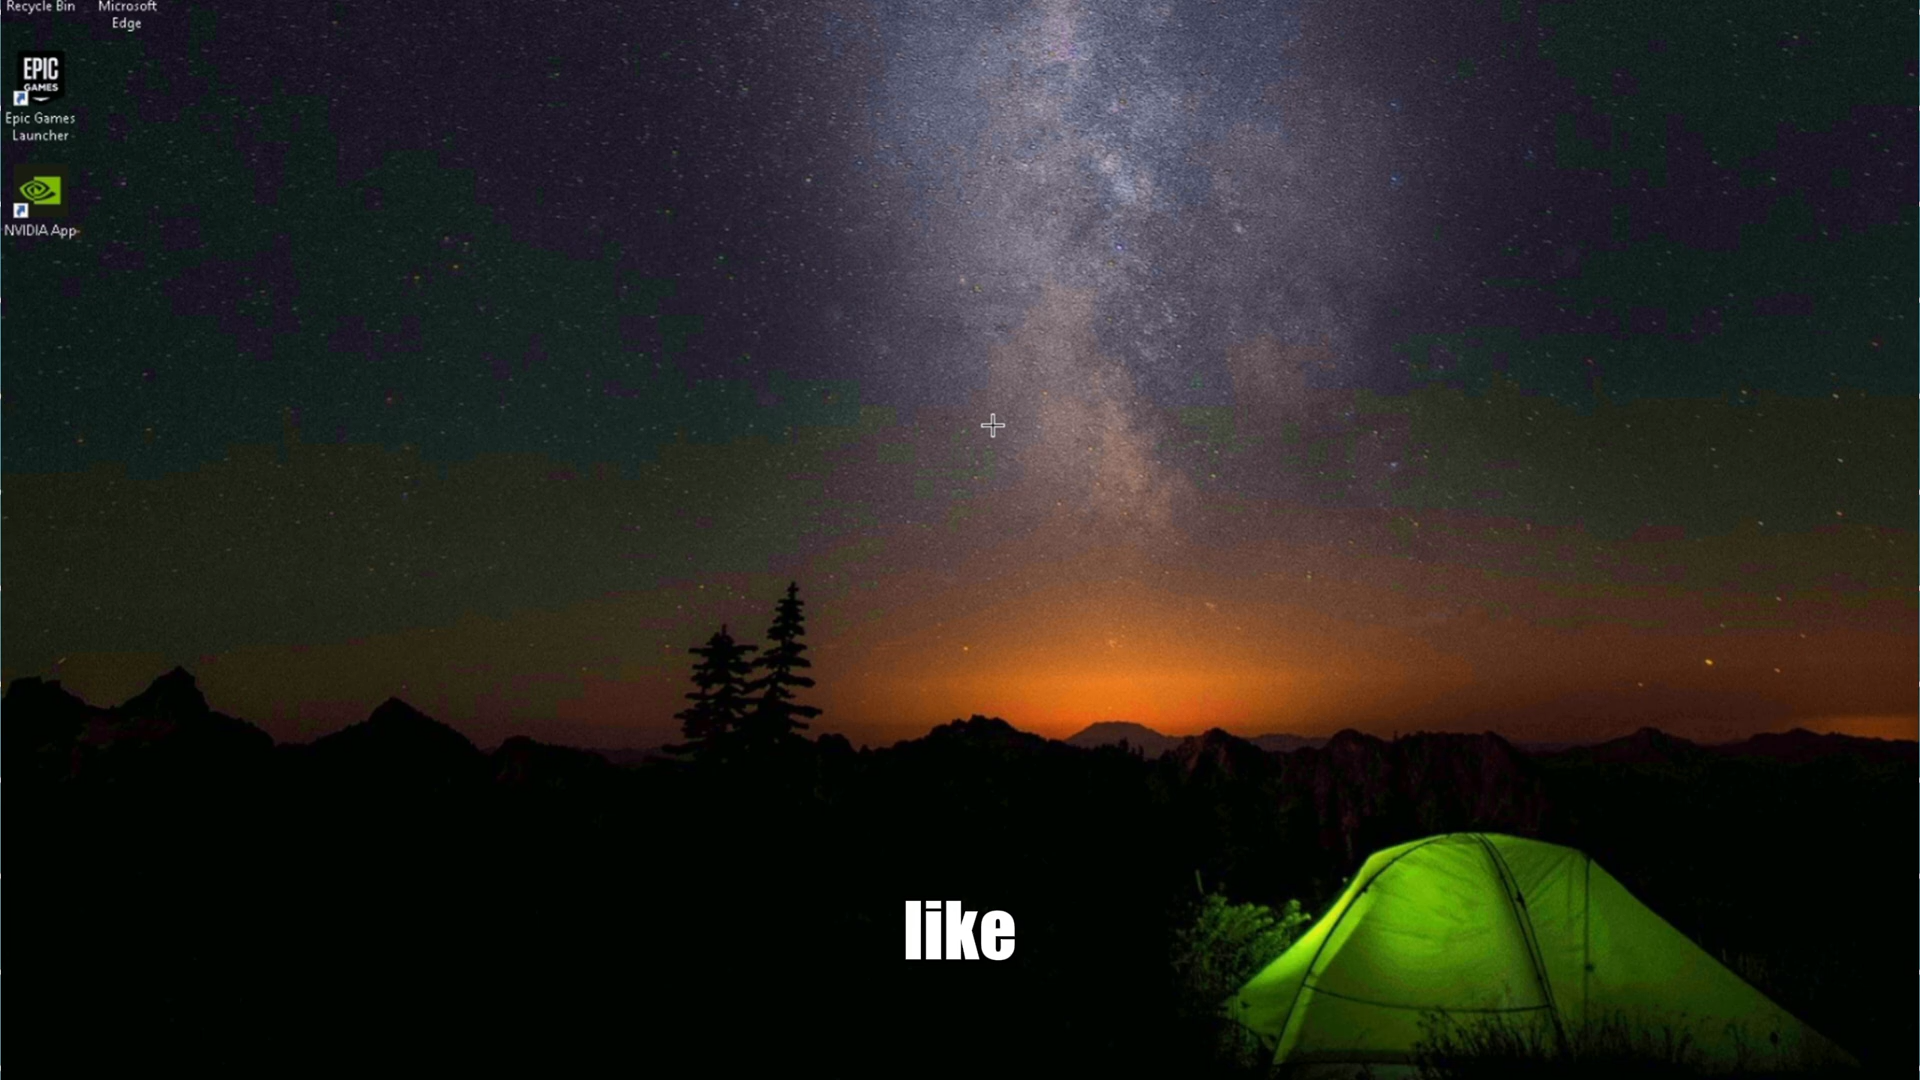 Recycle Bin
Microsoft
Edge
EPIC
GAMES
Epic Games
Launcher
NVIDIA App
like